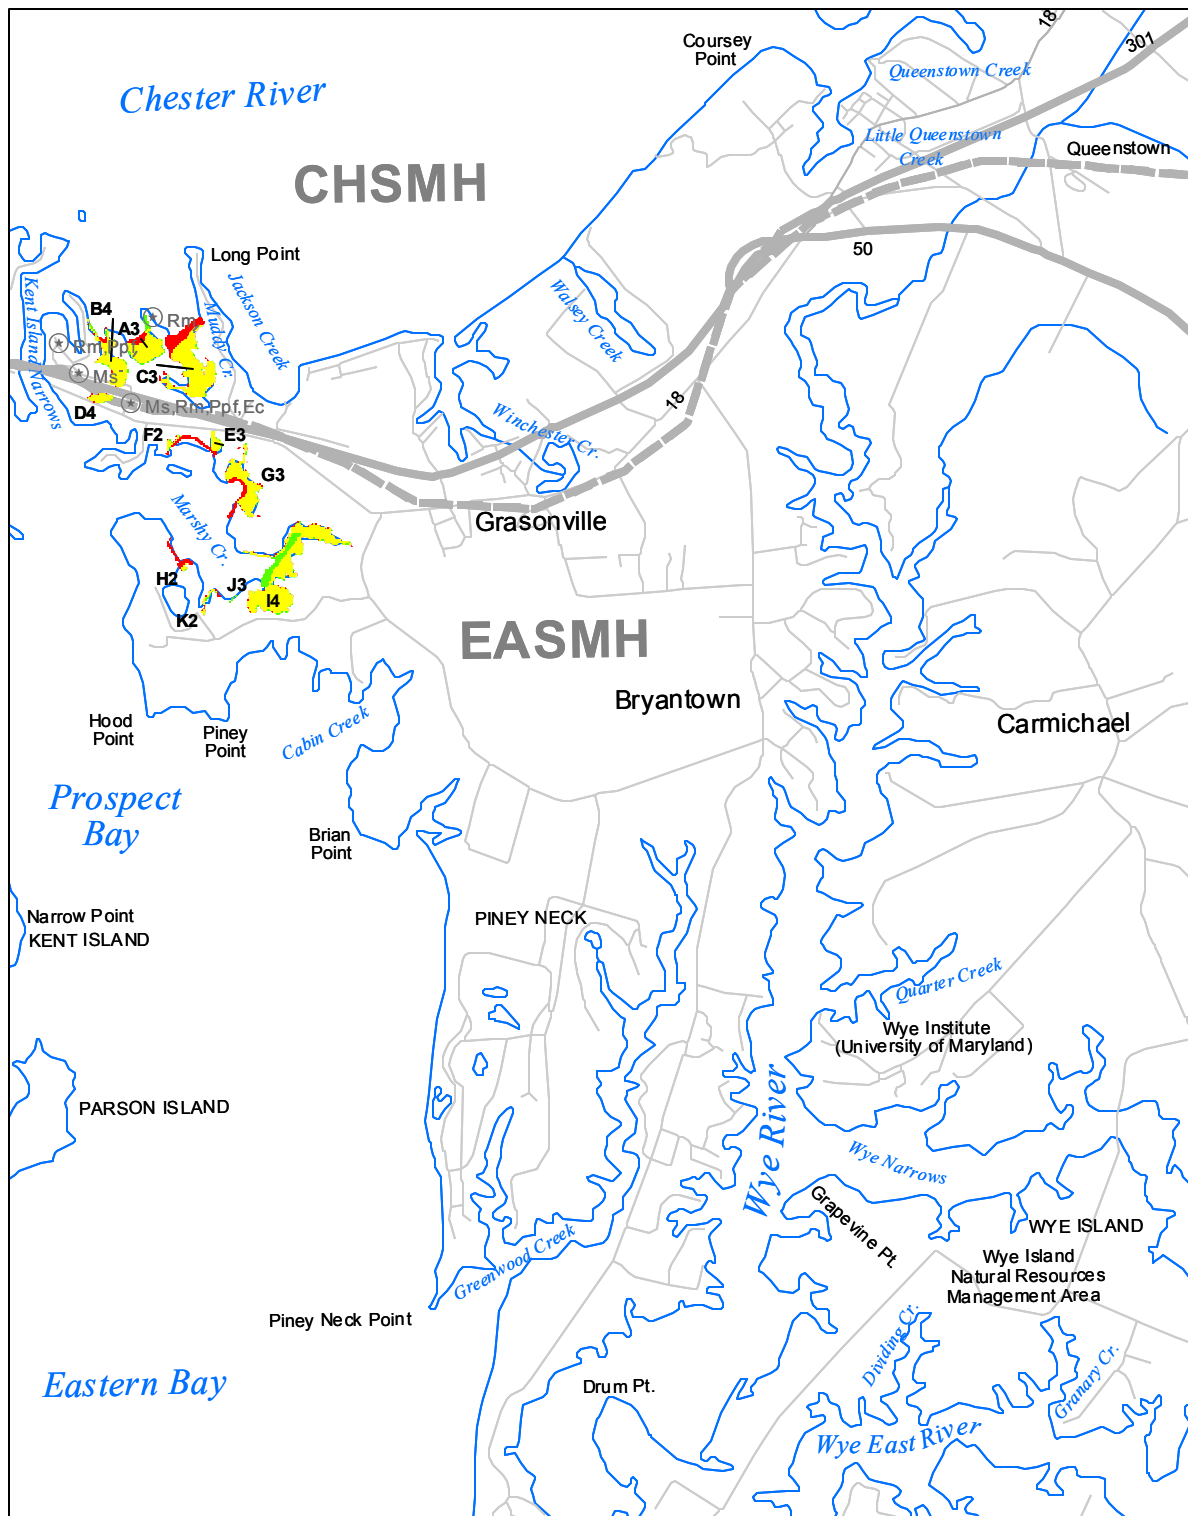 18
301
Coursey
Point
Queenstown Creek
Chester River
Little Queenstown
Creek
Queenstown
CHSMH
50
Long Point
Kent Island Narrows
Jackson Creek
Muddy Cr.
Walsey Creek
B4
A3
Rm
Rm,Ppf,
C3
Ms
D4
Ms,Rm,Ppf,Ec
18
Winchester Cr.
F2
E3
G3
Grasonville
Marshy Cr.
H2
J3
I4
K2
EASMH
Bryantown
Carmichael
Hood
Point
Piney
Point
Cabin Creek
Prospect
Bay
Brian
Point
Narrow Point
KENT ISLAND
PINEY NECK
Quarter Creek
Wye Institute
(University of Maryland)
PARSON ISLAND
Wye River
Wye Narrows
Grapevine Pt.
WYE ISLAND
Wye Island
Natural Resources
Management Area
Greenwood Creek
Piney Neck Point
Dividing Cr.
Granary Cr.
Eastern Bay
Drum Pt.
Wye East River